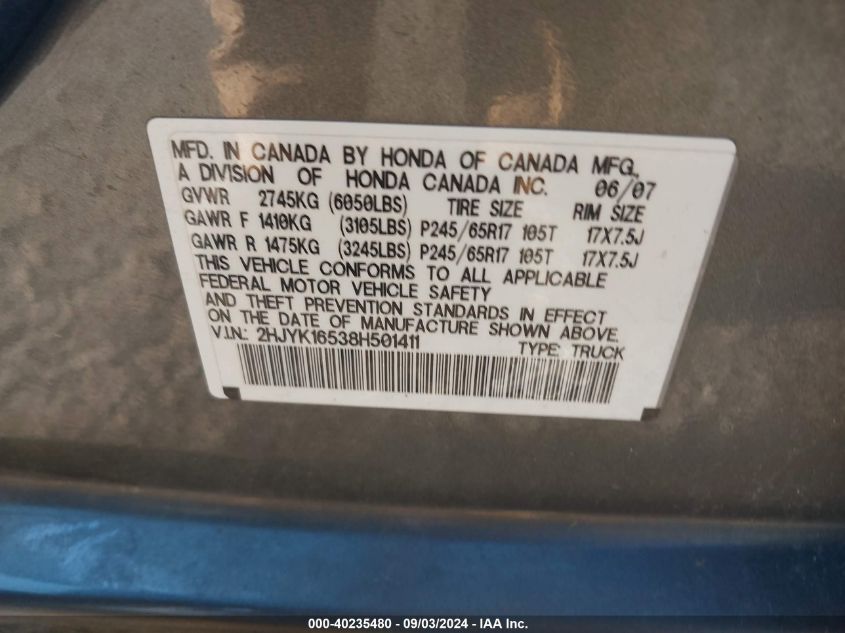 MFD. IN CANADA BY HONDA OF CANADA MFG.,
A DIVISION OF HONDA CANADA INC. 06/07
GVWR 2745KG (6050LBS) TIRE SIZE RIM SIZE
GAWR F 1410KG (3105LBS) P245/65R17 105T 17X7.5J
GAWR R 1475KG (3245LBS) P245/65R17 105T 17X7.5J
THIS VEHICLE CONFORMS TO ALL APPLICABLE
FEDERAL MOTOR VEHICLE SAFETY
AND THEFT PREVENTION STANDARDS IN EFFECT
ON THE DATE OF MANUFACTURE SHOWN ABOVE.
V.I.N.: 2HJYK16538H501411 TYPE: TRUCK
000-40235480 - 09/03/2024 - IAA Inc.